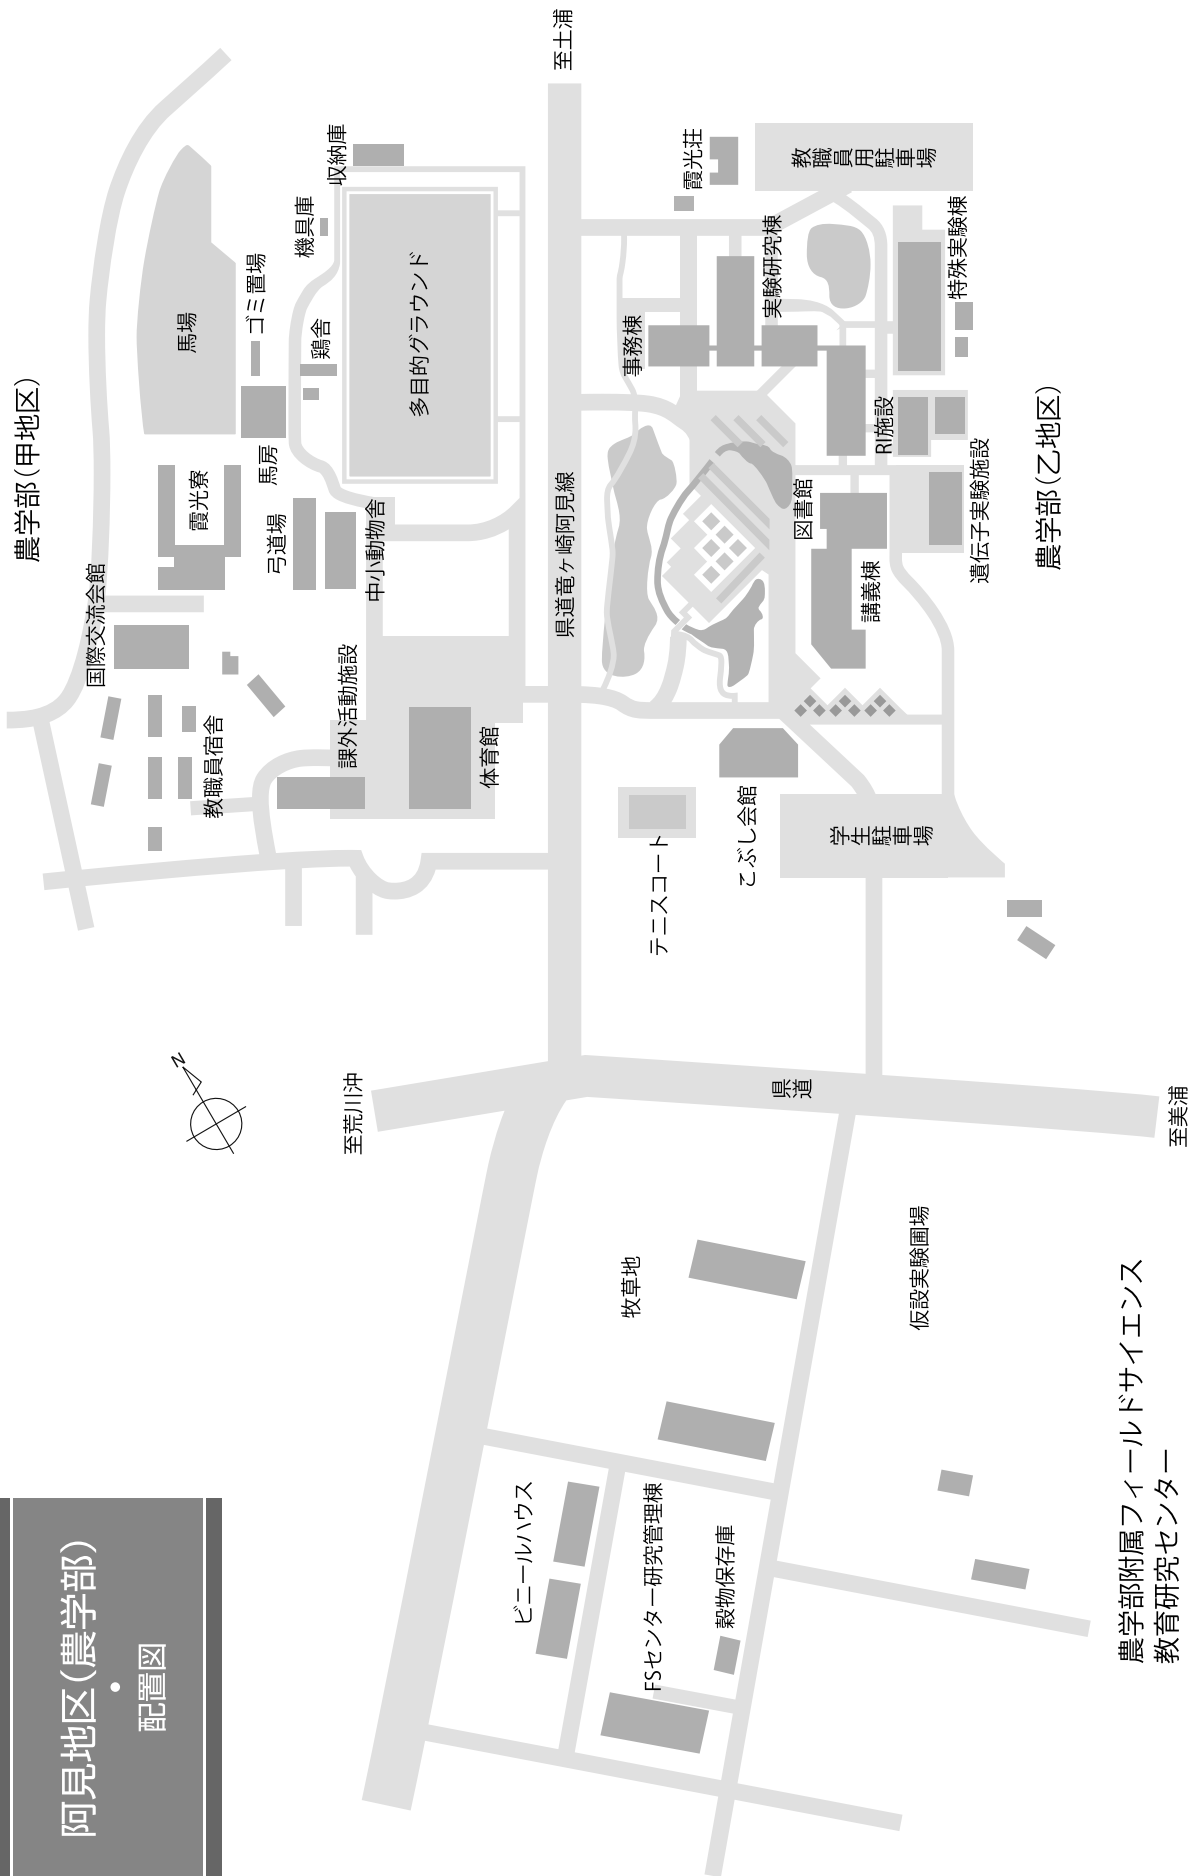 阿見地区（農学部）
•
配置図
農学部（甲地区）
国際交流会館
教職員宿舎
霞光寮
馬場
馬房
ゴミ置場
弓道場
機具庫
鶏舎
収納庫
中小動物舎
課外活動施設
多目的グラウンド
体育館
至土浦
県道竜ヶ崎阿見線
至荒川沖
N
農学部（乙地区）
事務棟
霞光荘
実験研究棟
教職員用駐車場
特殊実験棟
RI施設
遺伝子実験施設
図書館
講義棟
テニスコート
こぶし会館
学生駐車場
県道
至美浦
牧草地
仮設実験圃場
ビニールハウス
FSセンター研究管理棟
穀物保存庫
農学部附属フィールドサイエンス
教育研究センター